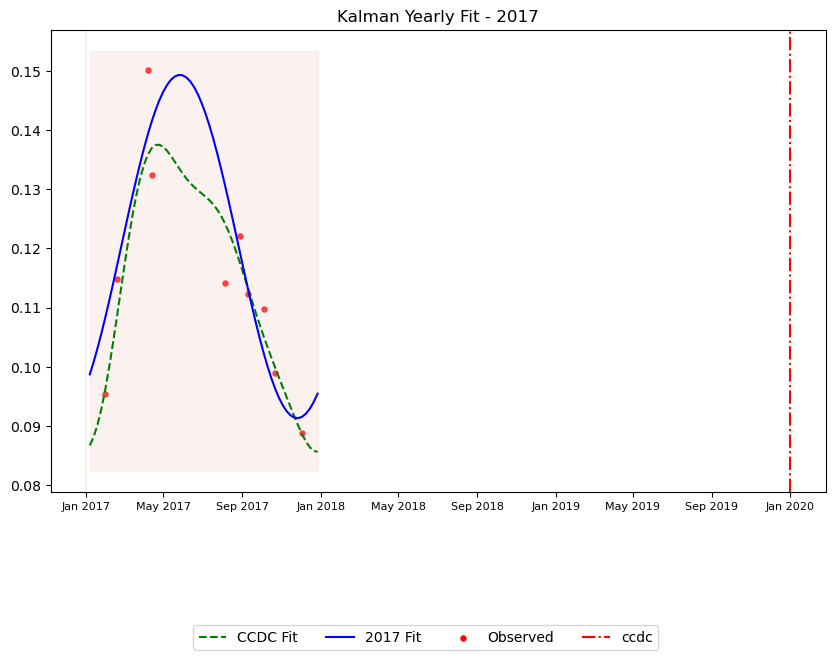 Kalman Yearly Fit - 2017
0.15
0.14
0.13
0.12
0.11
0.10
0.09
0.08
Jan 2017 May 2017 Sep 2017 Jan 2018 May 2018 Sep 2018 Jan 2019 May 2019 Sep 2019 Jan 2020
CCDC Fit 2017 Fit Observed ccdc